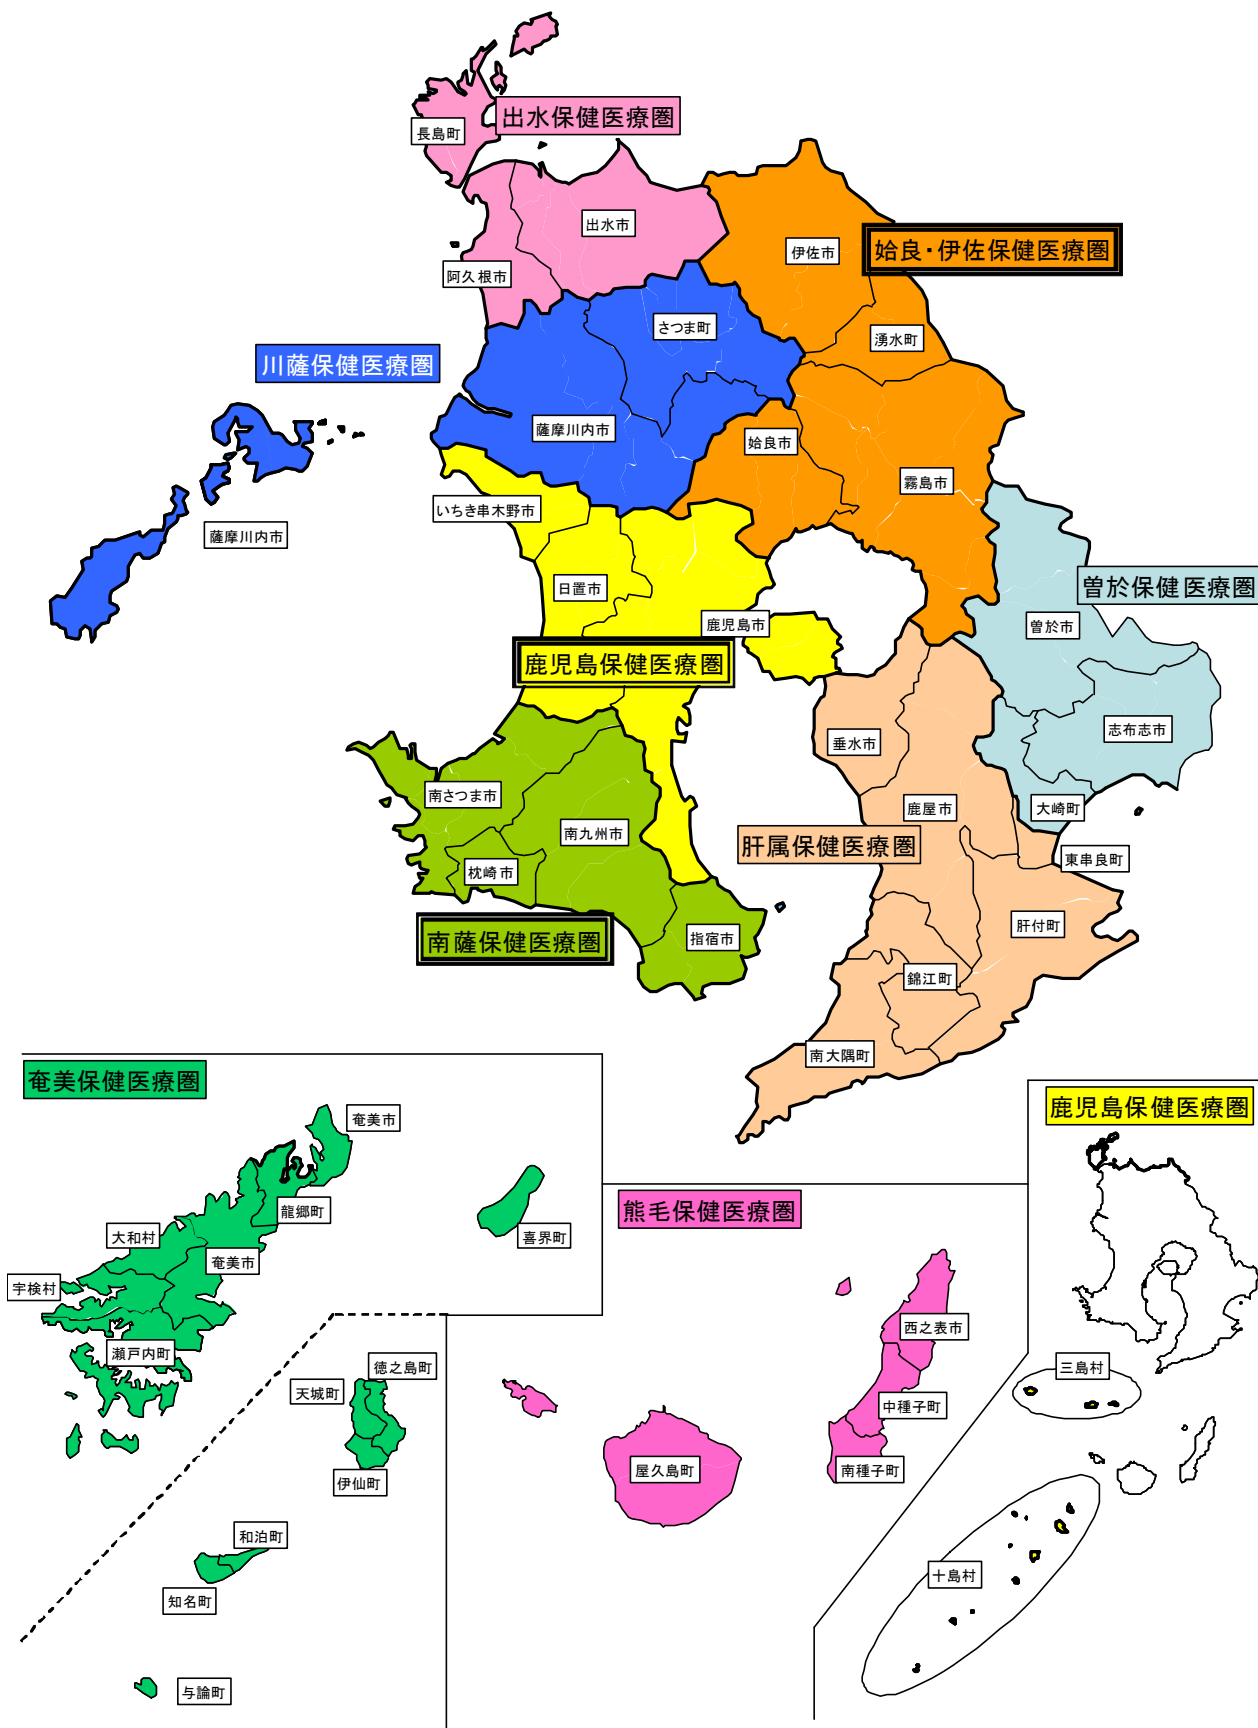 出水保健医療圏
長島町
出水市
阿久根市
伊佐市
姶良・伊佐保健医療圏
さつま町
湧水町
川薩保健医療圏
薩摩川内市
姶良市
霧島市
いちき串木野市
薩摩川内市
日置市
曽於保健医療圏
鹿児島市
曽於市
鹿児島保健医療圏
垂水市
志布志市
南さつま市
鹿屋市
大崎町
南九州市
肝属保健医療圏
東串良町
枕崎市
肝付町
南薩保健医療圏
指宿市
錦江町
南大隅町
奄美保健医療圏
奄美市
鹿児島保健医療圏
龍郷町
熊毛保健医療圏
大和村
喜界町
奄美市
宇検村
西之表市
瀬戸内町
徳之島町
三島村
天城町
中種子町
屋久島町
南種子町
伊仙町
和泊町
十島村
知名町
与論町